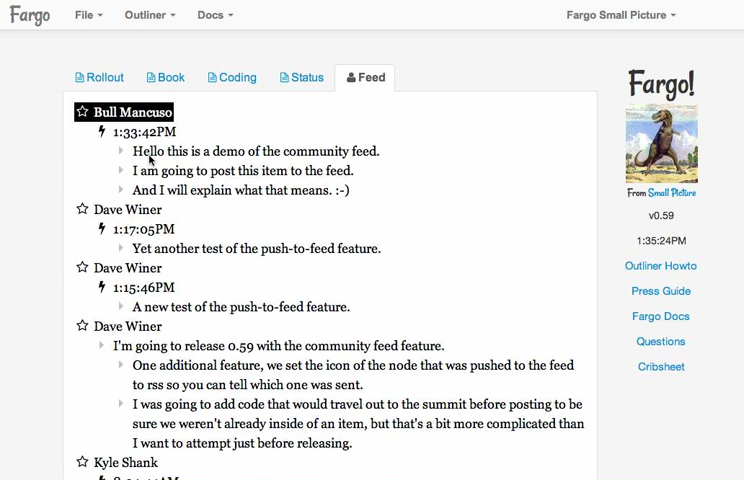 Fargo
File
Outliner
Docs
Fargo Small Picture
Rollout
Book
Coding
Status
Feed
Bull Mancuso
1:33:42PM
Hello this is a demo of the community feed.
I am going to post this item to the feed.
And I will explain what that means. :-)
Dave Winer
1:17:05PM
Yet another test of the push-to-feed feature.
Dave Winer
1:15:46PM
A new test of the push-to-feed feature.
Dave Winer
I'm going to release 0.59 with the community feed feature.
One additional feature, we set the icon of the node that was pushed to the feed
to rss so you can tell which one was sent.
I was going to add code that would travel out to the summit before posting to be
sure we weren't already inside of an item, but that's a bit more complicated than
I want to attempt just before releasing.
Kyle Shank
Fargo!
From Small Picture
v0.59
1:35:24PM
Outliner Howto
Press Guide
Fargo Docs
Questions
Cribsheet